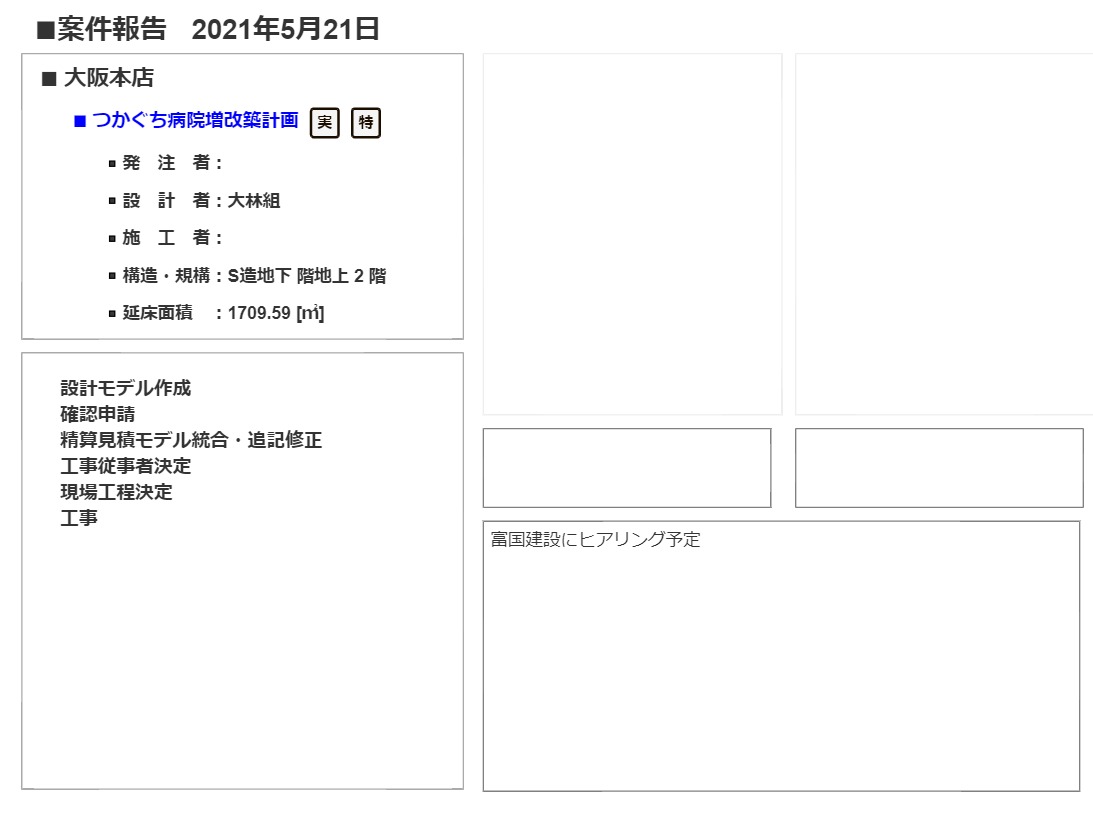 ■案件報告 2021年5月21日
■ 大阪本店
■ つかぐち病院増改築計画 実 特
▪ 発 注 者：
▪ 設 計 者：大林組
▪ 施 工 者：
▪ 構造・規構：S造地下 階地上 2 階
▪ 延床面積 ：1709.59 [㎡]
設計モデル作成
確認申請
精算見積モデル統合・追記修正
工事従事者決定
現場工程決定
工事
富国建設にヒアリング予定